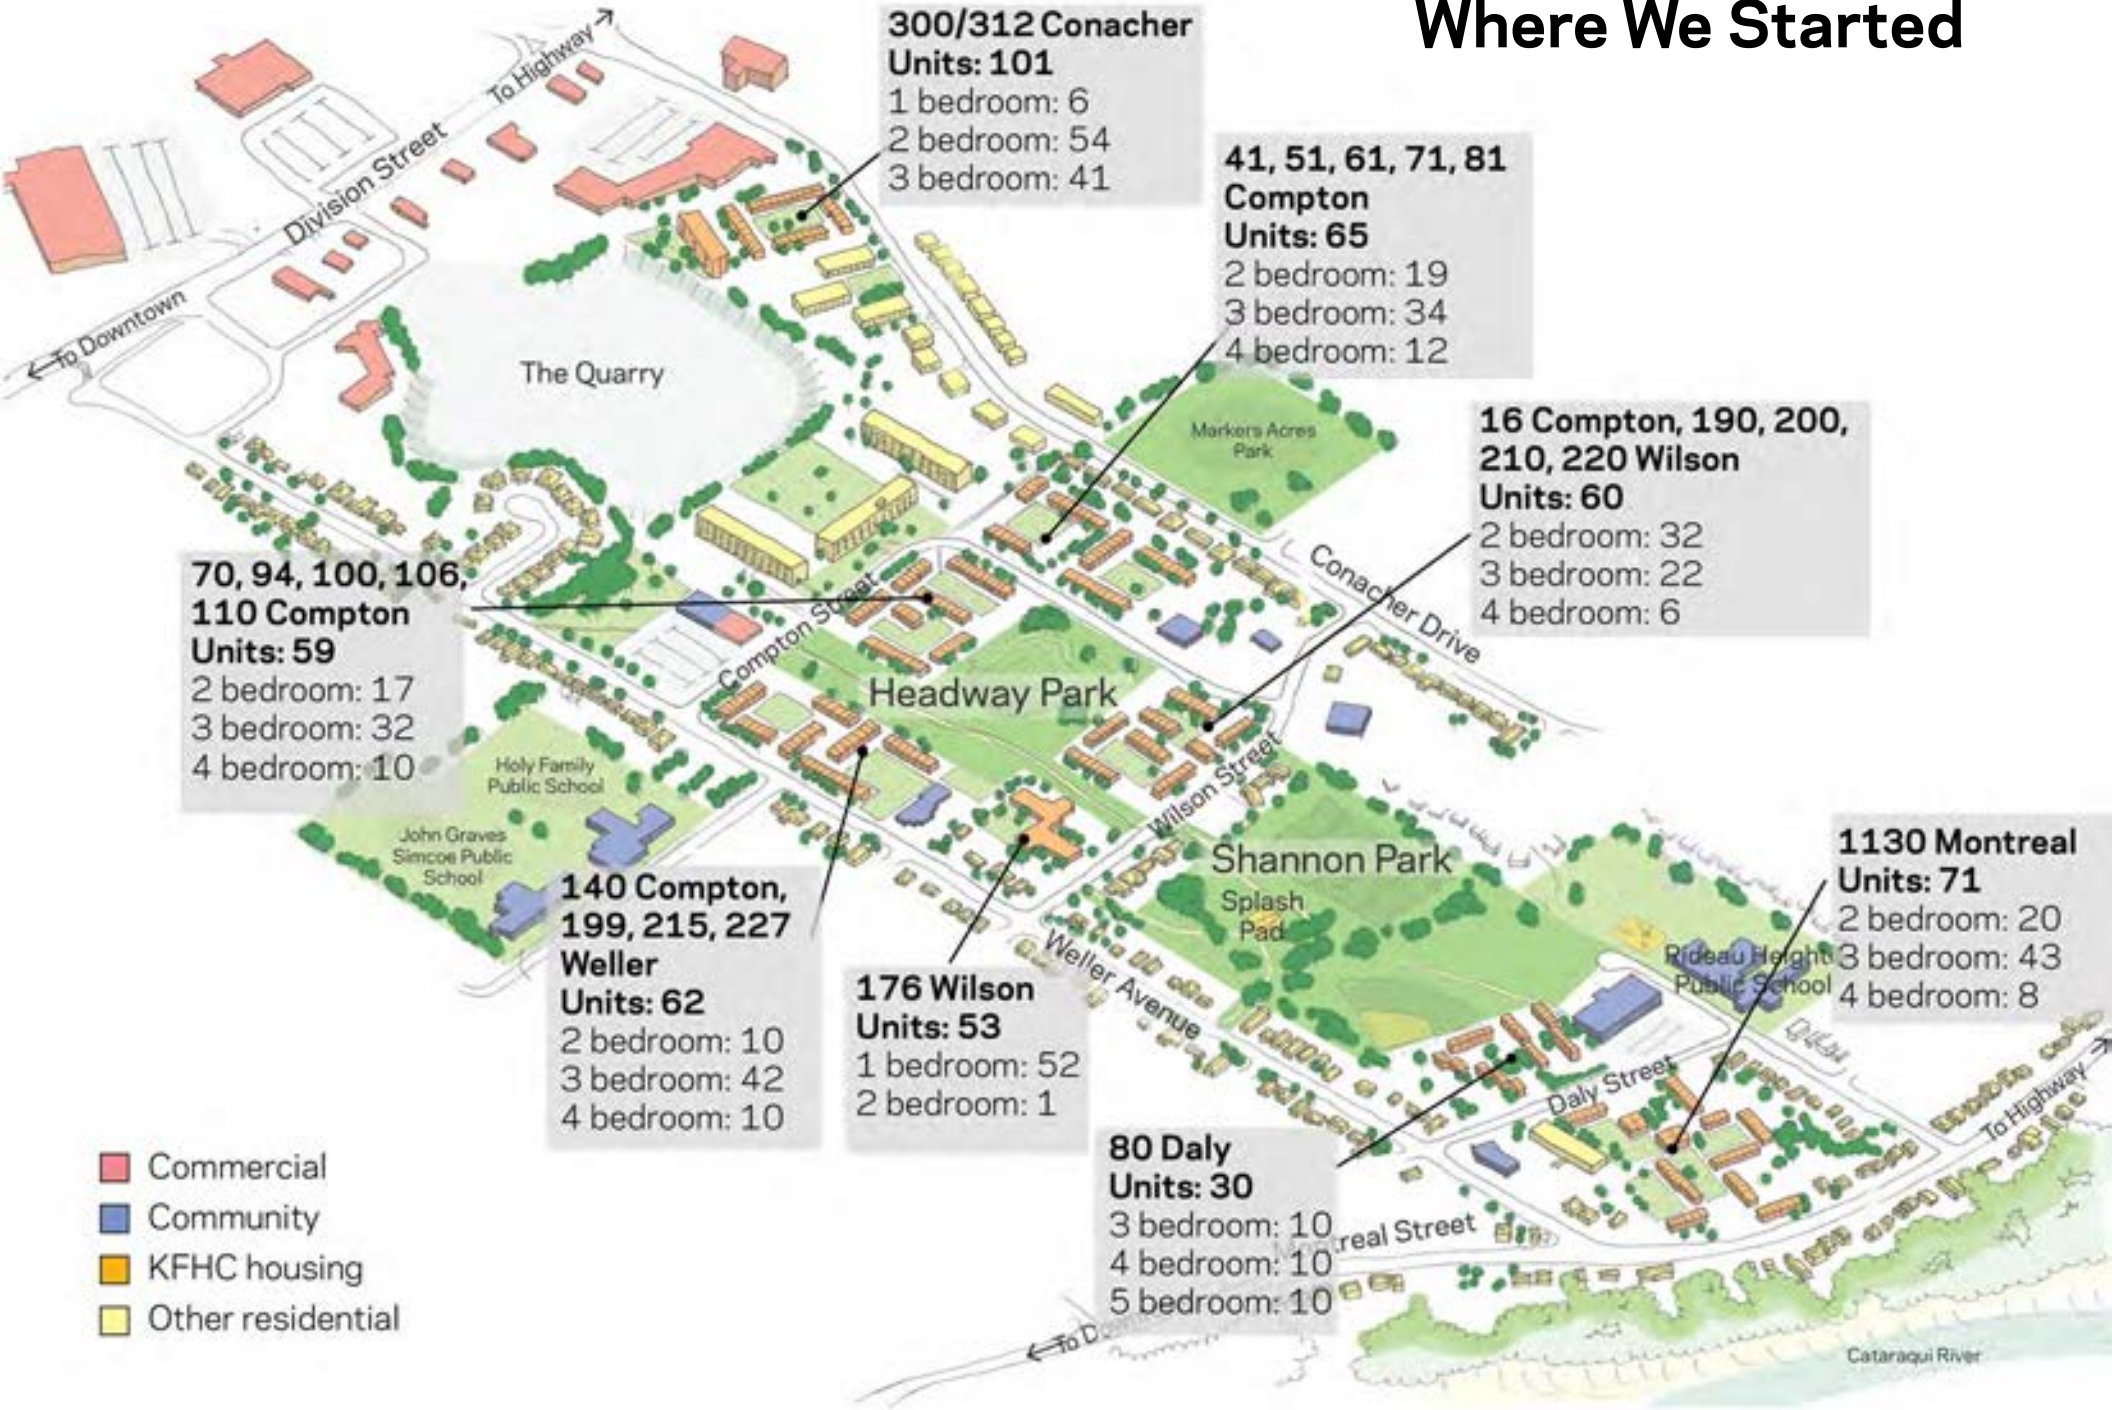 Where We Started
300/312 Conacher
Units: 101
1 bedroom: 6
2 bedroom: 54
3 bedroom: 41
41, 51, 61, 71, 81
Compton
Units: 65
2 bedroom: 19
3 bedroom: 34
4 bedroom: 12
16 Compton, 190, 200,
210, 220 Wilson
Units: 60
2 bedroom: 32
3 bedroom: 22
4 bedroom: 6
To Highway
Division Street
To Downtown
The Quarry
Markers Acres
Park
Conacher Drive
70, 94, 100, 106,
110 Compton
Units: 59
2 bedroom: 17
3 bedroom: 32
4 bedroom: 10
Compton Street
Headway Park
Wilson Street
Holy Family
Public School
John Graves
Simcoe Public
School
Shannon Park
Splash
Pad
Weller Avenue
140 Compton,
199, 215, 227
Weller
Units: 62
2 bedroom: 10
3 bedroom: 42
4 bedroom: 10
176 Wilson
Units: 53
1 bedroom: 52
2 bedroom: 1
1130 Montreal
Units: 71
2 bedroom: 20
3 bedroom: 43
4 bedroom: 8
Rideau Height
Public School
Daly Street
To Highway
80 Daly
Units: 30
3 bedroom: 10
4 bedroom: 10
5 bedroom: 10
Street
To
Cataraqui River
Commercial
Community
KFHC housing
Other residential